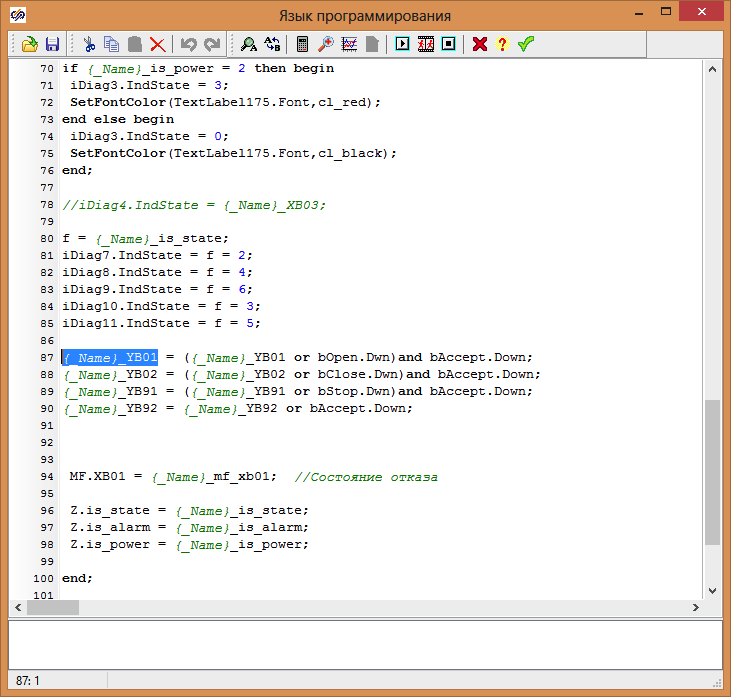 Язык программирования
70 if {_Name}_is_power = 2 then begin
71 iDiag3.IndState = 3;
72 SetFontColor(TextLabel175.Font,cl_red);
73 end else begin
74 iDiag3.IndState = 0;
75 SetFontColor(TextLabel175.Font,cl_black);
76 end;
77
78 //iDiag4.IndState = {_Name}_XB03;
79
80 f = {_Name}_is_state;
81 iDiag7.IndState = f = 2;
82 iDiag8.IndState = f = 4;
83 iDiag9.IndState = f = 6;
84 iDiag10.IndState = f = 3;
85 iDiag11.IndState = f = 5;
86
87 {_Name}_YB01 = ({_Name}_YB01 or bOpen.Dwn)and bAccept.Down;
88 {_Name}_YB02 = ({_Name}_YB02 or bClose.Dwn)and bAccept.Down;
89 {_Name}_YB91 = ({_Name}_YB91 or bStop.Dwn)and bAccept.Down;
90 {_Name}_YB92 = {_Name}_YB92 or bAccept.Down;
91
92
93
94 MF.XB01 = {_Name}_mf_xb01; //Состояние отказа
95
96 Z.is_state = {_Name}_is_state;
97 Z.is_alarm = {_Name}_is_alarm;
98 Z.is_power = {_Name}_is_power;
99
100 end;
101
87: 1